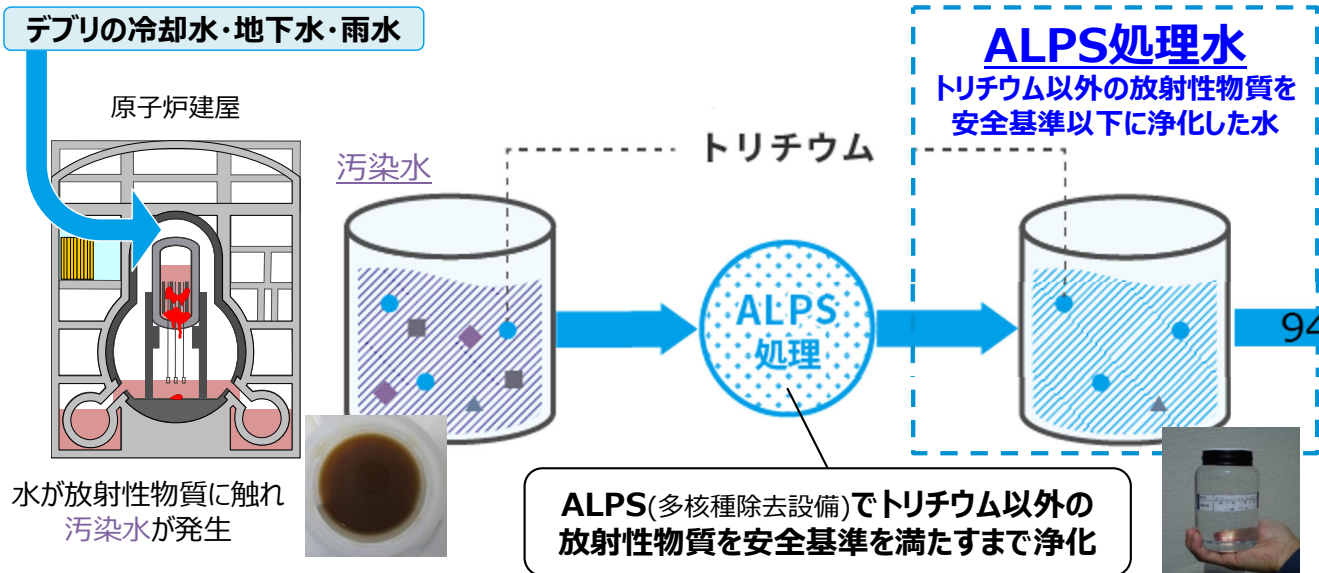 デブリの冷却水・地下水・雨水
原子炉建屋
汚染水
トリチウム
ALPS処理水
トリチウム以外の放射性物質を
安全基準以下に浄化した水
ALPS
処理
94
水が放射性物質に触れ
汚染水が発生
ALPS(多核種除去設備)でトリチウム以外の
放射性物質を安全基準を満たすまで浄化